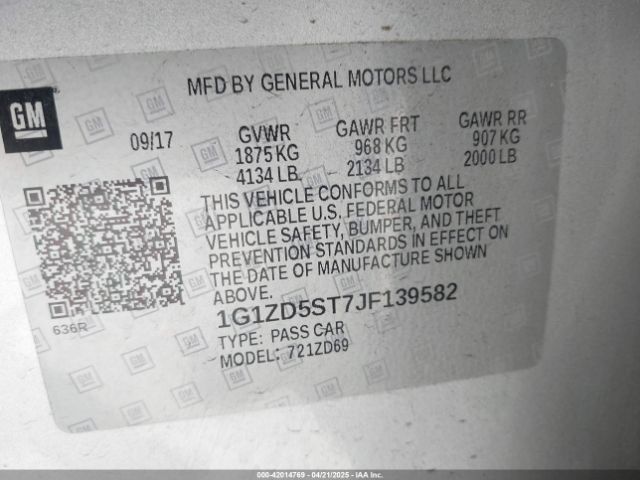 MFD BY GENERAL MOTORS LLC
GM
09/17
GVWR
1875 KG
4134 LB
GAWR FRT
968 KG
2134 LB
GAWR RR
907 KG
2000 LB
THIS VEHICLE CONFORMS TO ALL
APPLICABLE U.S. FEDERAL MOTOR
VEHICLE SAFETY, BUMPER, AND THEFT
PREVENTION STANDARDS IN EFFECT ON
THE DATE OF MANUFACTURE SHOWN
ABOVE.
636R
1G1ZD5ST7JF139582
TYPE: PASS CAR
MODEL: 721ZD69
000-42014769 - 04/21/2025 - IAA Inc.